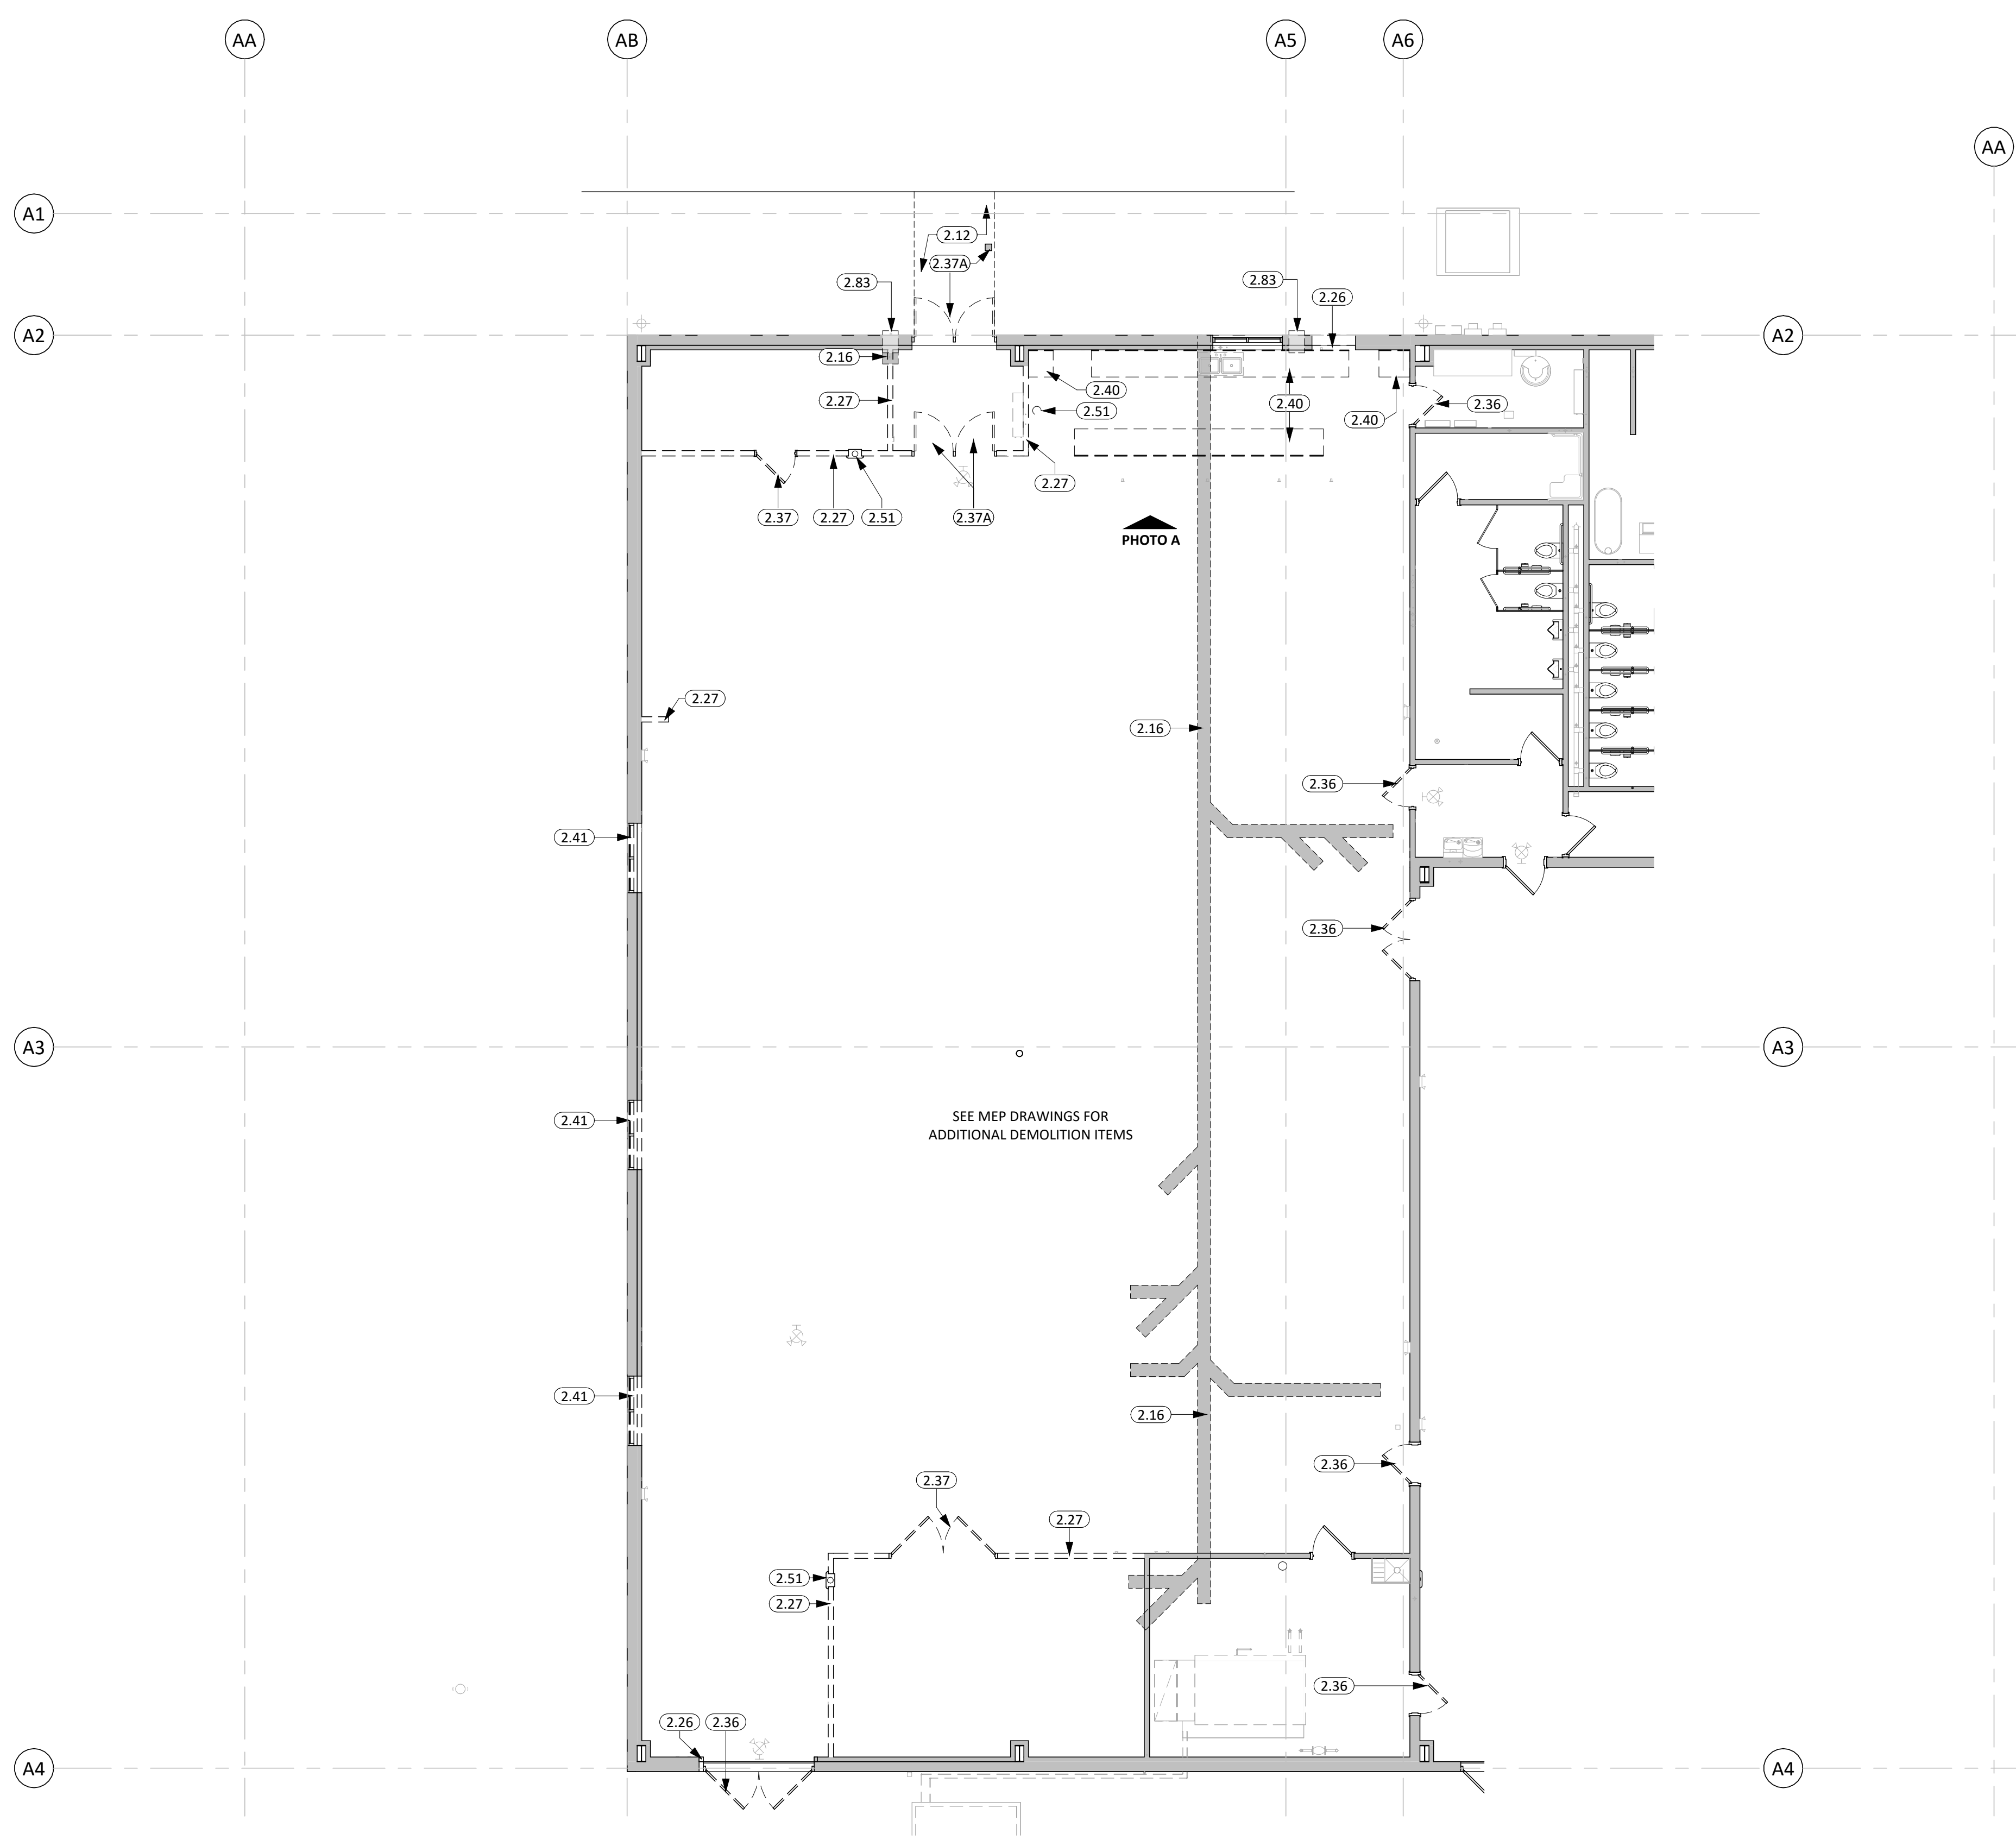 AA
AB
A5
A6
AA
A1
2.12
2.37A
2.83
2.83
2.26
A2
A2
2.16
2.27
2.40
2.51
2.40
2.40
2.36
2.27
2.37
2.27
2.51
2.37A
PHOTO A
2.27
2.16
2.36
2.41
2.36
A3
A3
SEE MEP DRAWINGS FOR
ADDITIONAL DEMOLITION ITEMS
2.41
2.41
2.16
2.36
2.37
2.27
2.51
2.27
2.36
2.26
2.36
A4
A4